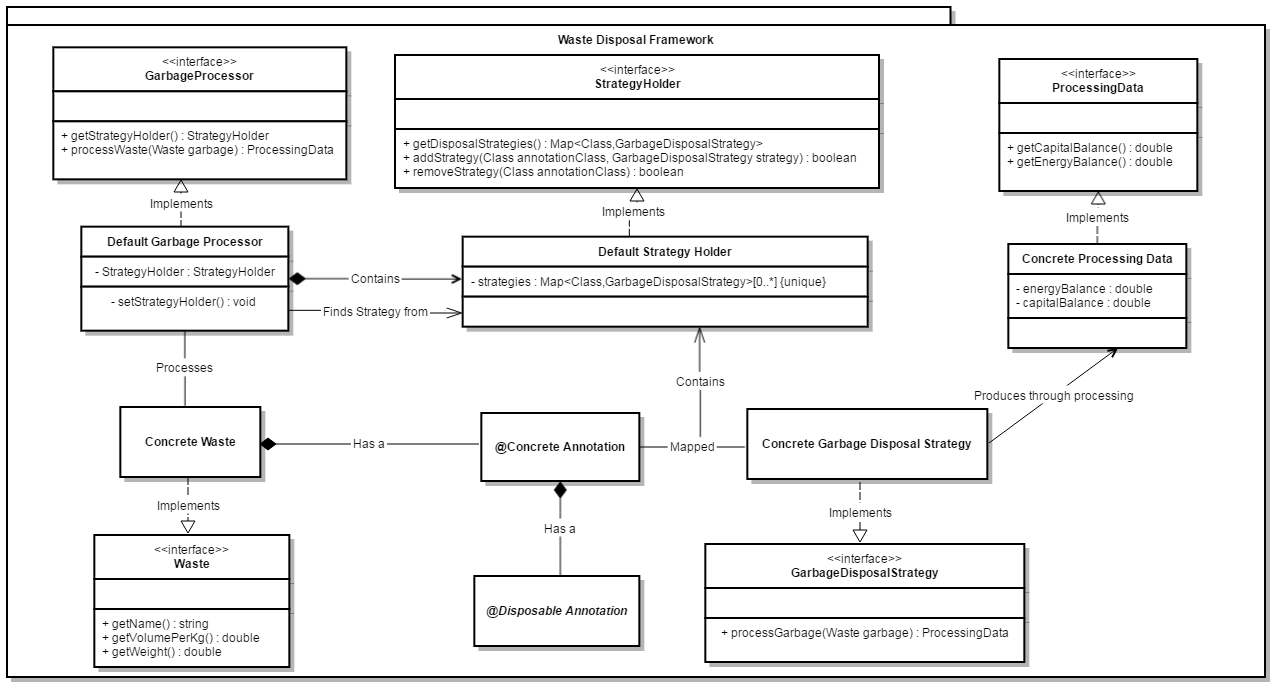 Waste Disposal Framework
<<interface>>
GarbageProcessor
+ getStrategyHolder() : StrategyHolder
+ processWaste(Waste garbage) : ProcessingData
<<interface>>
StrategyHolder
+ getDisposalStrategies() : Map<Class,GarbageDisposalStrategy>
+ addStrategy(Class annotationClass, GarbageDisposalStrategy strategy) : boolean
+ removeStrategy(Class annotationClass) : boolean
<<interface>>
ProcessingData
+ getCapitalBalance() : double
+ getEnergyBalance() : double
Implements
Implements
Implements
Default Garbage Processor
- StrategyHolder : StrategyHolder
- setStrategyHolder() : void
Contains
Finds Strategy from
Default Strategy Holder
- strategies : Map<Class,GarbageDisposalStrategy>[0..*] {unique}
Concrete Processing Data
- energyBalance : double
- capitalBalance : double
Processes
Contains
Produces through processing
Concrete Waste
Has a
@Concrete Annotation
Mapped
Concrete Garbage Disposal Strategy
Implements
Has a
Implements
<<interface>>
Waste
+ getName() : string
+ getVolumePerKg() : double
+ getWeight() : double
@Disposable Annotation
<<interface>>
GarbageDisposalStrategy
+ processGarbage(Waste garbage) : ProcessingData